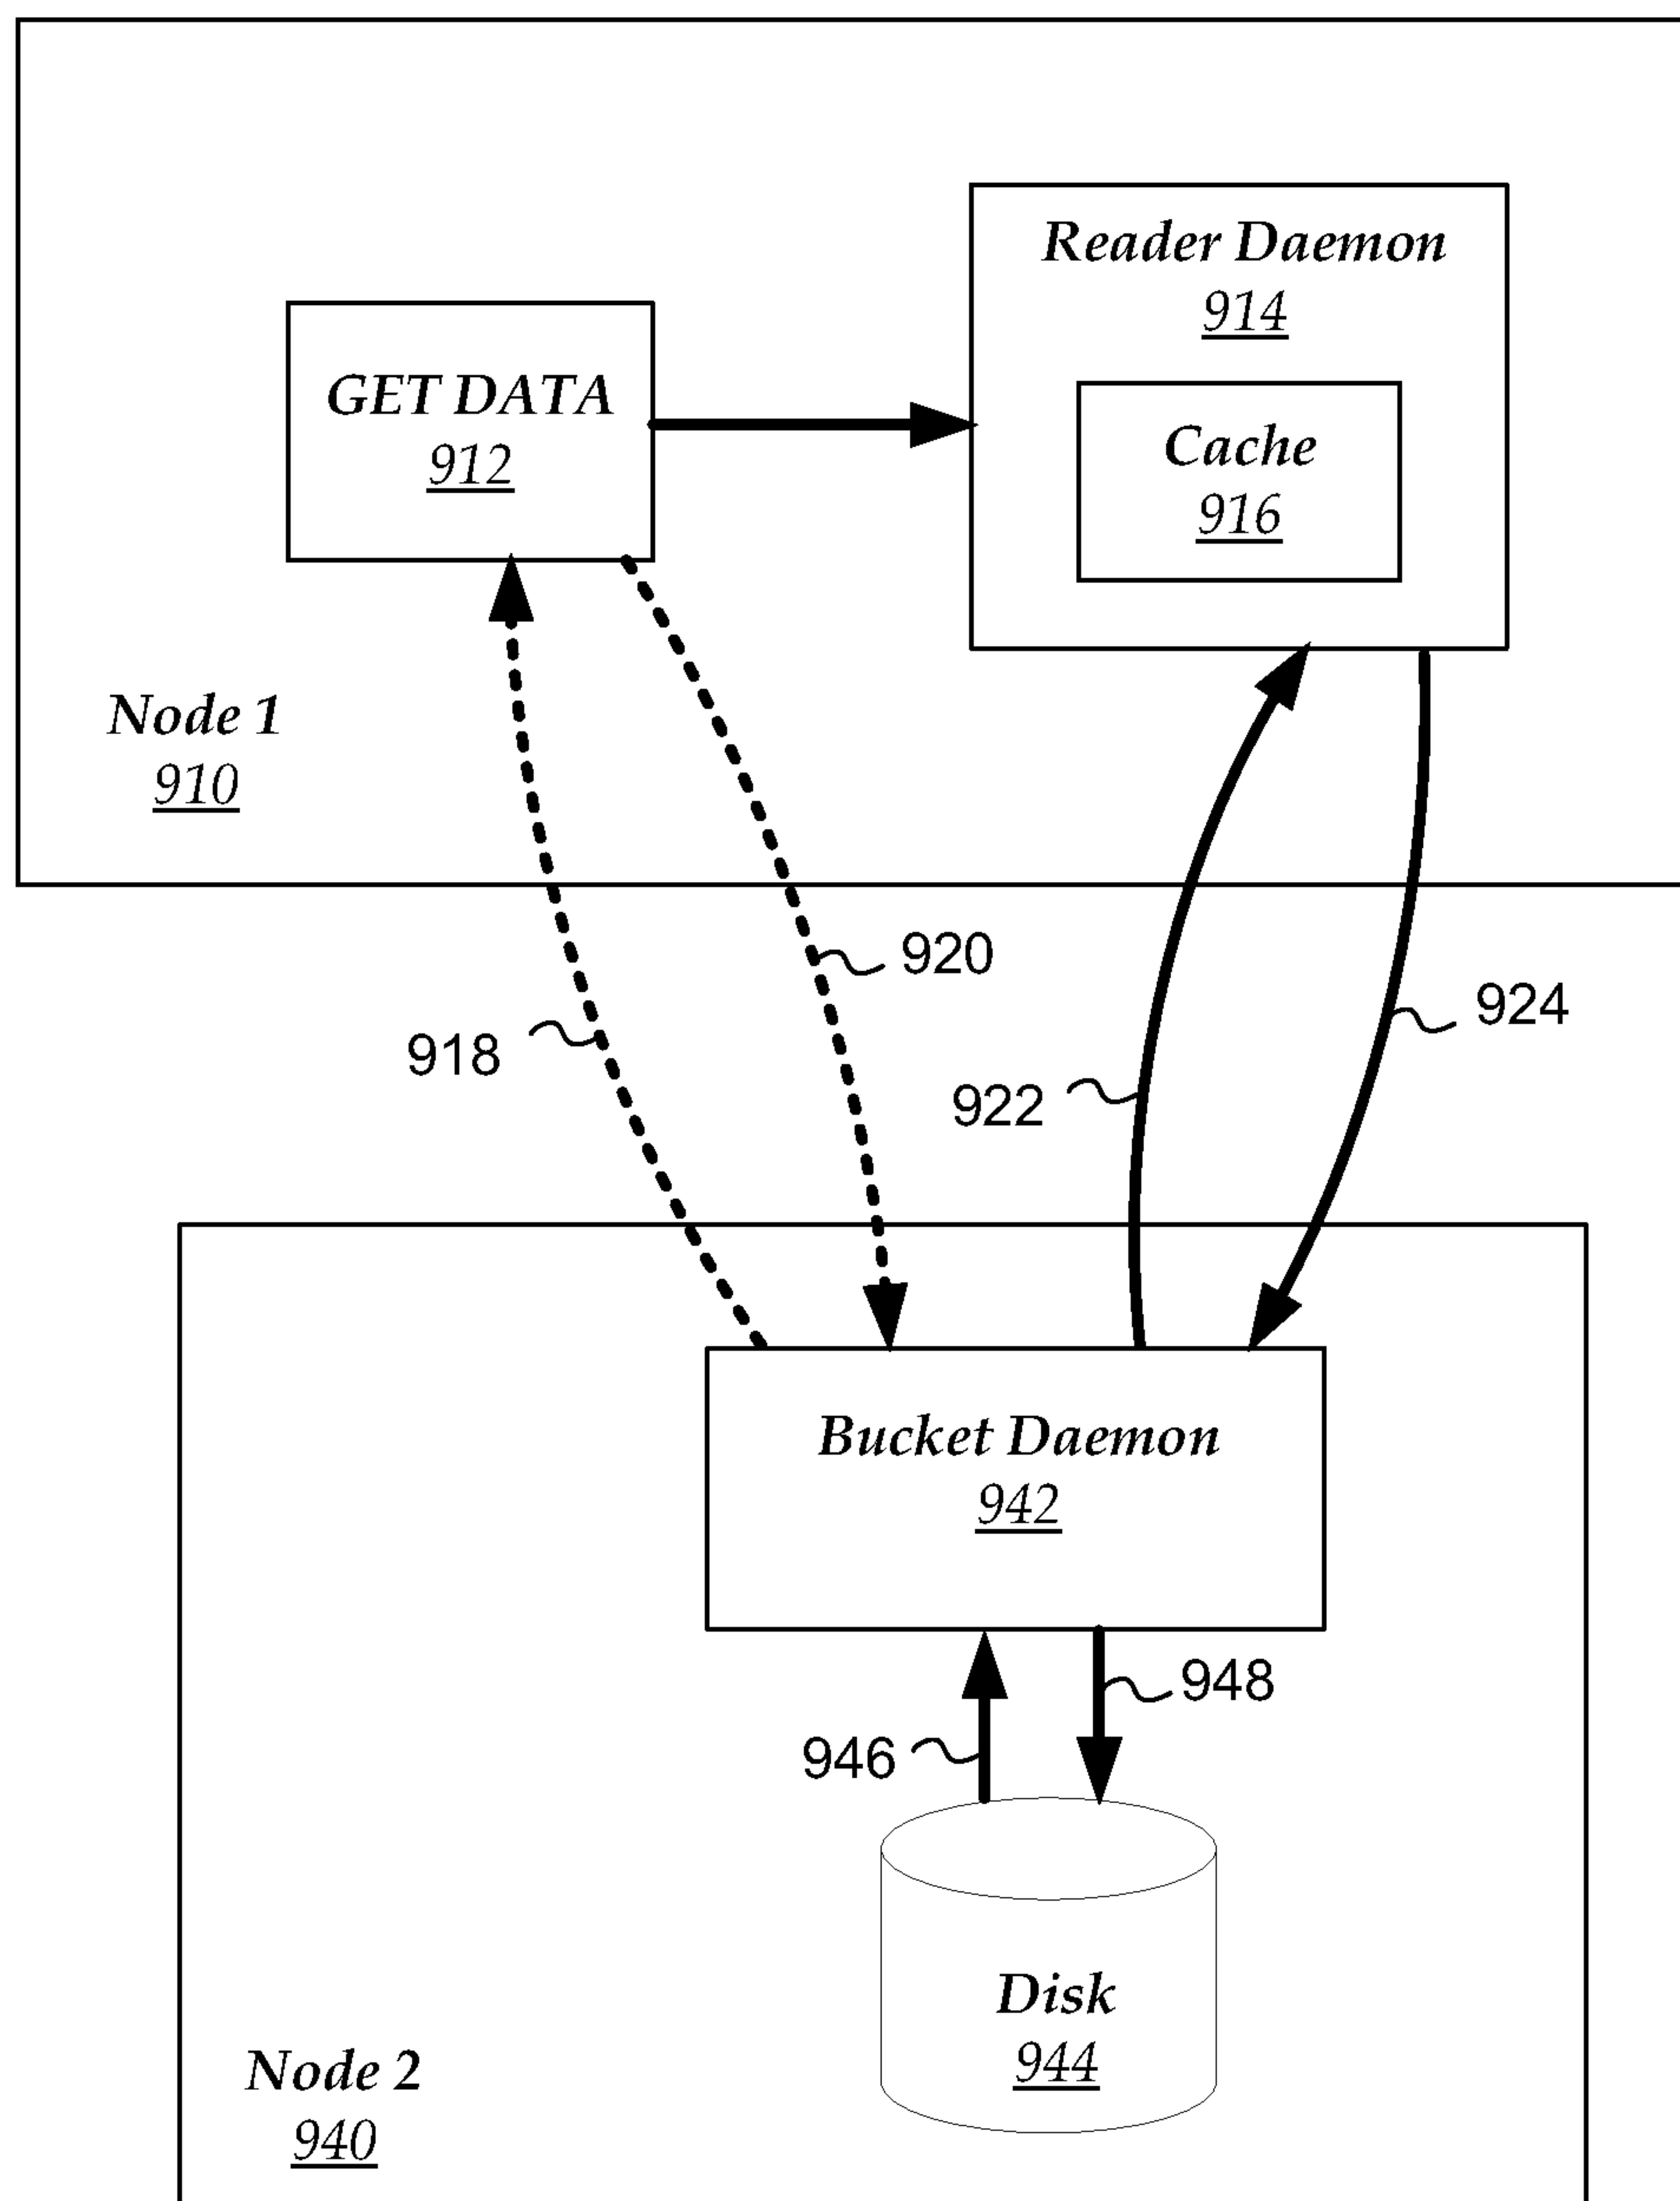 Reader Daemon
914
GET DATA
912
Cache
916
Node 1
910
920
918
924
922
Bucket Daemon
942
948
946
Disk
944
Node 2
940